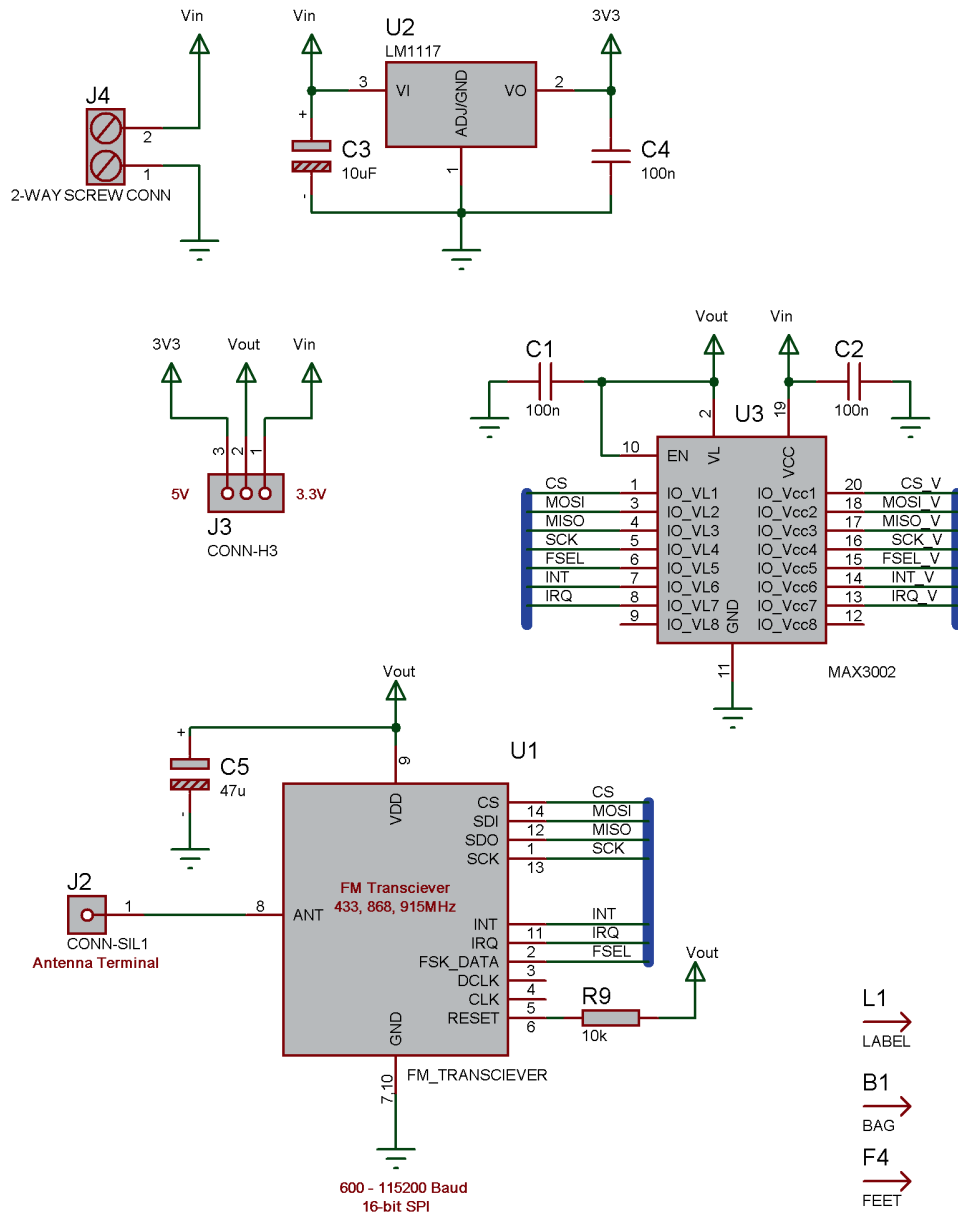 Vin
Vin
U2
LM1117
3V3
J4
2
1
2-WAY SCREW CONN
3
VI
ADJ/GND
VO
2
1
+
C3
10uF
-
C4
100n
3V3
Vout
Vin
3
2
1
5V
3.3V
J3
CONN-H3
Vout
Vin
C1
100n
C2
100n
2
U3
19
10
EN
VL
VCC
CS
1
IO_VL1
IO_Vcc1
20
CS_V
MOSI
3
IO_VL2
IO_Vcc2
18
MOSI_V
MISO
4
IO_VL3
IO_Vcc3
17
MISO_V
SCK
5
IO_VL4
IO_Vcc4
16
SCK_V
FSEL
6
IO_VL5
IO_Vcc5
15
FSEL_V
INT
7
IO_VL6
IO_Vcc6
14
INT_V
IRQ
8
IO_VL7
IO_Vcc7
13
IRQ_V
9
IO_VL8
GND
IO_Vcc8
12
11
MAX3002
Vout
+
C5
47u
-
9
U1
VDD
CS
14
CS
SDI
12
MOSI
SDO
1
MISO
SCK
13
SCK
FM Transciever
433, 868, 915MHz
J2
1
8
ANT
CONN-SIL1
Antenna Terminal
INT
11
INT
IRQ
2
IRQ
FSK_DATA
3
FSEL
DCLK
4
CLK
5
RESET
6
R9
10k
Vout
GND
7,10
FM_TRANSCIEVER
600 - 115200 Baud
16-bit SPI
L1
LABEL
B1
BAG
F4
FEET